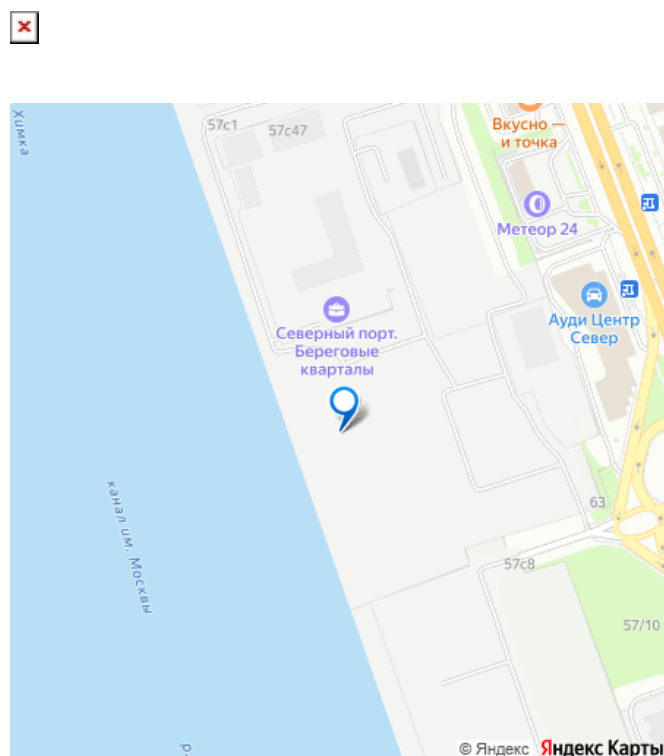 Химка
57с1
57с47
Вкусно —
и точка
Метеор 24
Ауди Центр
Север
Северный порт.
Береговые
кварталы
63
канал им. Москвы
57с8
57/10
р-
© Яндекс Яндекс Карты